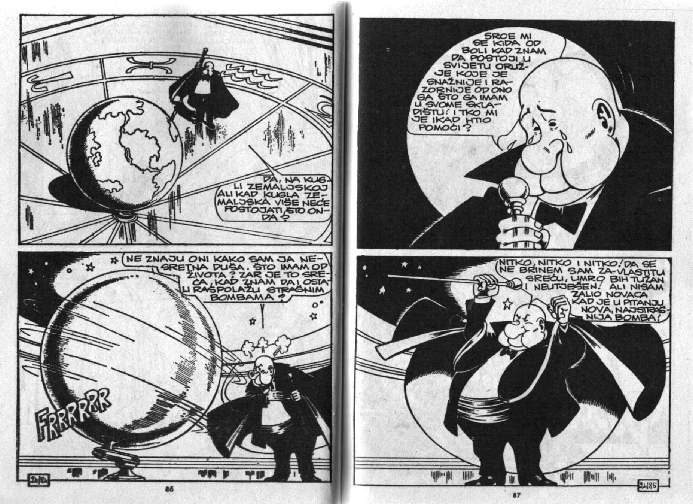 DA, NA KUG-
LI ZEMALJSKOJ
ALI KAD KUGLA ZE-
MALJSKA VIŠE NEĆE
POSTOJATI, ŠTO ON-
DA?
NE ZNAJU ONI KAKO SAM JA NE-
SRETNA DUŠA. ŠTO IMAM OD
ŽIVOTA? ZAR JE TO SRE-
ĆA, KAD ZNAM DA I OSTALI
RASPOLAŽU STRAŠNIM
BOMBAMA?
FRRRRRR
86
SRCE MI
SE KIDA OD
BOLI KAD ZNAM
DA POSTOJI U
SVIJETU ORUŽ-
JE KOJE JE
SNAŽNIJE I RA-
ZORNIJE OD ONO
GA ŠTO GA IMAM
U SVOME SKLA-
DIŠTU! I TKO MI
JE IKAD HTIO
POMOĆI?
NITKO, NITKO I NITKO! DA SE
NE BRINEM SAM ZA VLASTITU
SREĆU, UMRO BIH TUŽAN
I NEUTJEŠEN! ALI NISAM
ŽALIO NOVACA
KAD JE U PITANJU
NOVA, NAJSTRAŠ-
NIJA BOMBA!
87